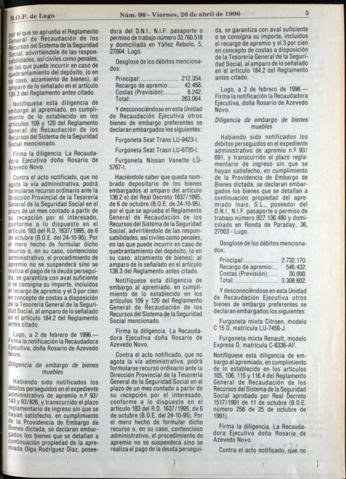 B.O.P. de Lugo
Núm. 96 - Viernes, 26 de abril de 1996
5
por el que se aprueba el Reglamento
General de Recaudación de los
Recursos del Sistema de la Seguridad
Social, advirtiéndole de las responsabi-
lidades, así civiles como penales,
en las que puede incurrir en caso de
quebrantamiento del depósito, (o en
su caso, alzamiento de bienes), al
amparo de lo señalado en el artículo
138.3 del Reglamento antes citado.
Notifíquese esta diligencia de
embargo al apremiado, en cumpli-
miento de lo establecido en los
artículos 109 y 120 del Reglamento
General de Recaudación de los
Recursos del Sistema de la Seguridad
Social mencionado.
Firma la diligencia. La Recauda-
dora Ejecutiva doña Rosario de
Azevedo Novo.
Contra el acto notificado, que no
agota la vía administrativa, podrá
formularse recurso ordinario ante la
Dirección Provincial de la Tesorería
General de la Seguridad Social en el
plazo de un mes contado a partir de
su recepción por el interesado,
conforme a lo dispuesto en el
artículo 183 del R.D. 1637/1995, de 6
de octubre (B.O.E. del 24-10-95). Por
el mero hecho de formular dicho
recurso o, en su caso, contencioso
administrativo, el procedimiento de
apremio no se suspenderá sino se
realiza el pago de la deuda persegui-
da, se garantiza con aval suficiente
o se consigna su importe, incluidos
el recargo de apremio y el 3 por cien
en concepto de costas a disposición
de la Tesorería General de la Seguri-
dad Social, al amparo de lo señalado
en el artículo 184.2 del Reglamento
antes citado.
Lugo, a 2 de febrero de 1996.—
Firma la notificación la Recaudadora
Ejecutiva, doña Rosario de Azevedo
Novo.
Diligencia de embargo de bienes
muebles
Habiendo sido notificados los
débitos perseguidos en el expediente
administrativo de apremio n.º 93/
143 y 93/826, y transcurrido el plazo
reglamentario de ingreso sin que se
hayan satisfecho, en cumplimiento
de la Providencia de Embargo de
Bienes dictada, se declaran embar-
gados los bienes que se detallan a
continuación propiedad de la apre-
miada Olga Rodríguez Díaz, posee-
dora del D.N.I., N.I.F. pasaporte o
permiso de trabajo número 33.760.518
y domiciliada en Yáñez Rebolo, 5.
27004, Lugo.
Desglose de los débitos menciona-
dos:
Principal: 212.354.
Recargo de apremio: 42.468.
Costas (Previsión): 8.242.
Total: 263.064.
Y desconociéndose en esta Unidad
de Recaudación Ejecutiva otros
bienes de embargo preferentes se
declaran embargados los siguientes:
Furgoneta Seat Trans LU-9423-I.
Furgoneta Seat Trans LU-6720-I.
Furgoneta Nissan Vanette LU-
5767-I.
Haciéndole saber que queda nom-
brado depositario de los bienes
embargados al amparo del artículo
136.2 e) del Real Decreto 1637/1995,
de 6 de octubre (B.O.E. de 24-10-95),
por el que se aprueba el Reglamento
General de Recaudación de los
Recursos del Sistema de la Seguridad
Social, advirtiéndole de las respon-
sabilidades, así civiles como penales,
en las que puede incurrir en caso de
quebrantamiento del depósito, (o en
su caso, alzamiento de bienes), al
amparo de lo señalado en el artículo
138.3 del Reglamento antes citado.
Notifíquese esta diligencia de
embargo al apremiado, en cumpli-
miento de lo establecido en los
artículos 109 y 120 del Reglamento
General de Recaudación de los
Recursos del Sistema de la Seguridad
Social mencionado.
Firma la diligencia. La Recauda-
dora Ejecutiva doña Rosario de
Azevedo Novo.
Contra el acto notificado, que no
agota la vía administrativa, podrá
formularse recurso ordinario ante la
Dirección Provincial de la Tesorería
General de la Seguridad Social en el
plazo de un mes contado a partir de
su recepción por el interesado,
conforme a lo dispuesto en el
artículo 183 del R.D. 1637/1995, de 6
de octubre (B.O.E. del 24-10-95). Por
el mero hecho de formular dicho
recurso o, en su caso, contencioso
administrativo, el procedimiento de
apremio no se suspenderá sino se
realiza el pago de la deuda persegui-
da, se garantiza con aval suficiente
o se consigna su importe, incluidos
el recargo de apremio y el 3 por cien
en concepto de costas a disposición
de la Tesorería General de la Seguri-
dad Social, al amparo de lo señalado
en el artículo 184.2 del Reglamento
antes citado.
Lugo, a 2 de febrero de 1996.—
Firma la notificación la Recaudadora
Ejecutiva, doña Rosario de Azevedo
Novo.
Diligencia de embargo de bienes
muebles
Habiendo sido notificados los
débitos perseguidos en el expediente
administrativo de apremio n.º 93/
691, y transcurrido el plazo regla-
mentario de ingreso sin que se
hayan satisfecho, en cumplimiento
de la Providencia de Embargo de
Bienes dictada, se declaran embar-
gados los bienes que se detallan a
continuación propiedad del apre-
miado Inais, S.L., poseedor del
D.N.I., N.I.F. pasaporte o permiso de
trabajo número B27.136.480 y domi-
ciliado en Ronda de Paraday, 36,
27003 - Lugo.
Desglose de los débitos menciona-
dos:
Principal: 2.732.170.
Recargo de apremio: 546.432.
Costas (Previsión): 30.000.
Total: 3.308.602.
Y desconociéndose en esta Unidad
de Recaudación Ejecutiva otros
bienes de embargo preferentes se
declaran embargados los siguientes:
Furgoneta mixta Citroen, modelo
C 15 D, matrícula LU-7456-J.
Furgoneta mixta Renault, modelo
Express D, matrícula C-8336-AF.
Notifíquese esta diligencia de em-
bargo al apremiado, en cumplimiento
de lo establecido en los artículos
105, 106, 115 y 116.4 del Reglamento
General de Recaudación de los
Recursos del Sistema de la Seguridad
Social aprobado por Real Decreto
1517/1991 de 11 de octubre (B.O.E.
número 256 de 25 de octubre de
1991).
Firma la diligencia. La Recauda-
dora Ejecutiva doña Rosario de
Azevedo Novo.
Contra el acto notificado, que no